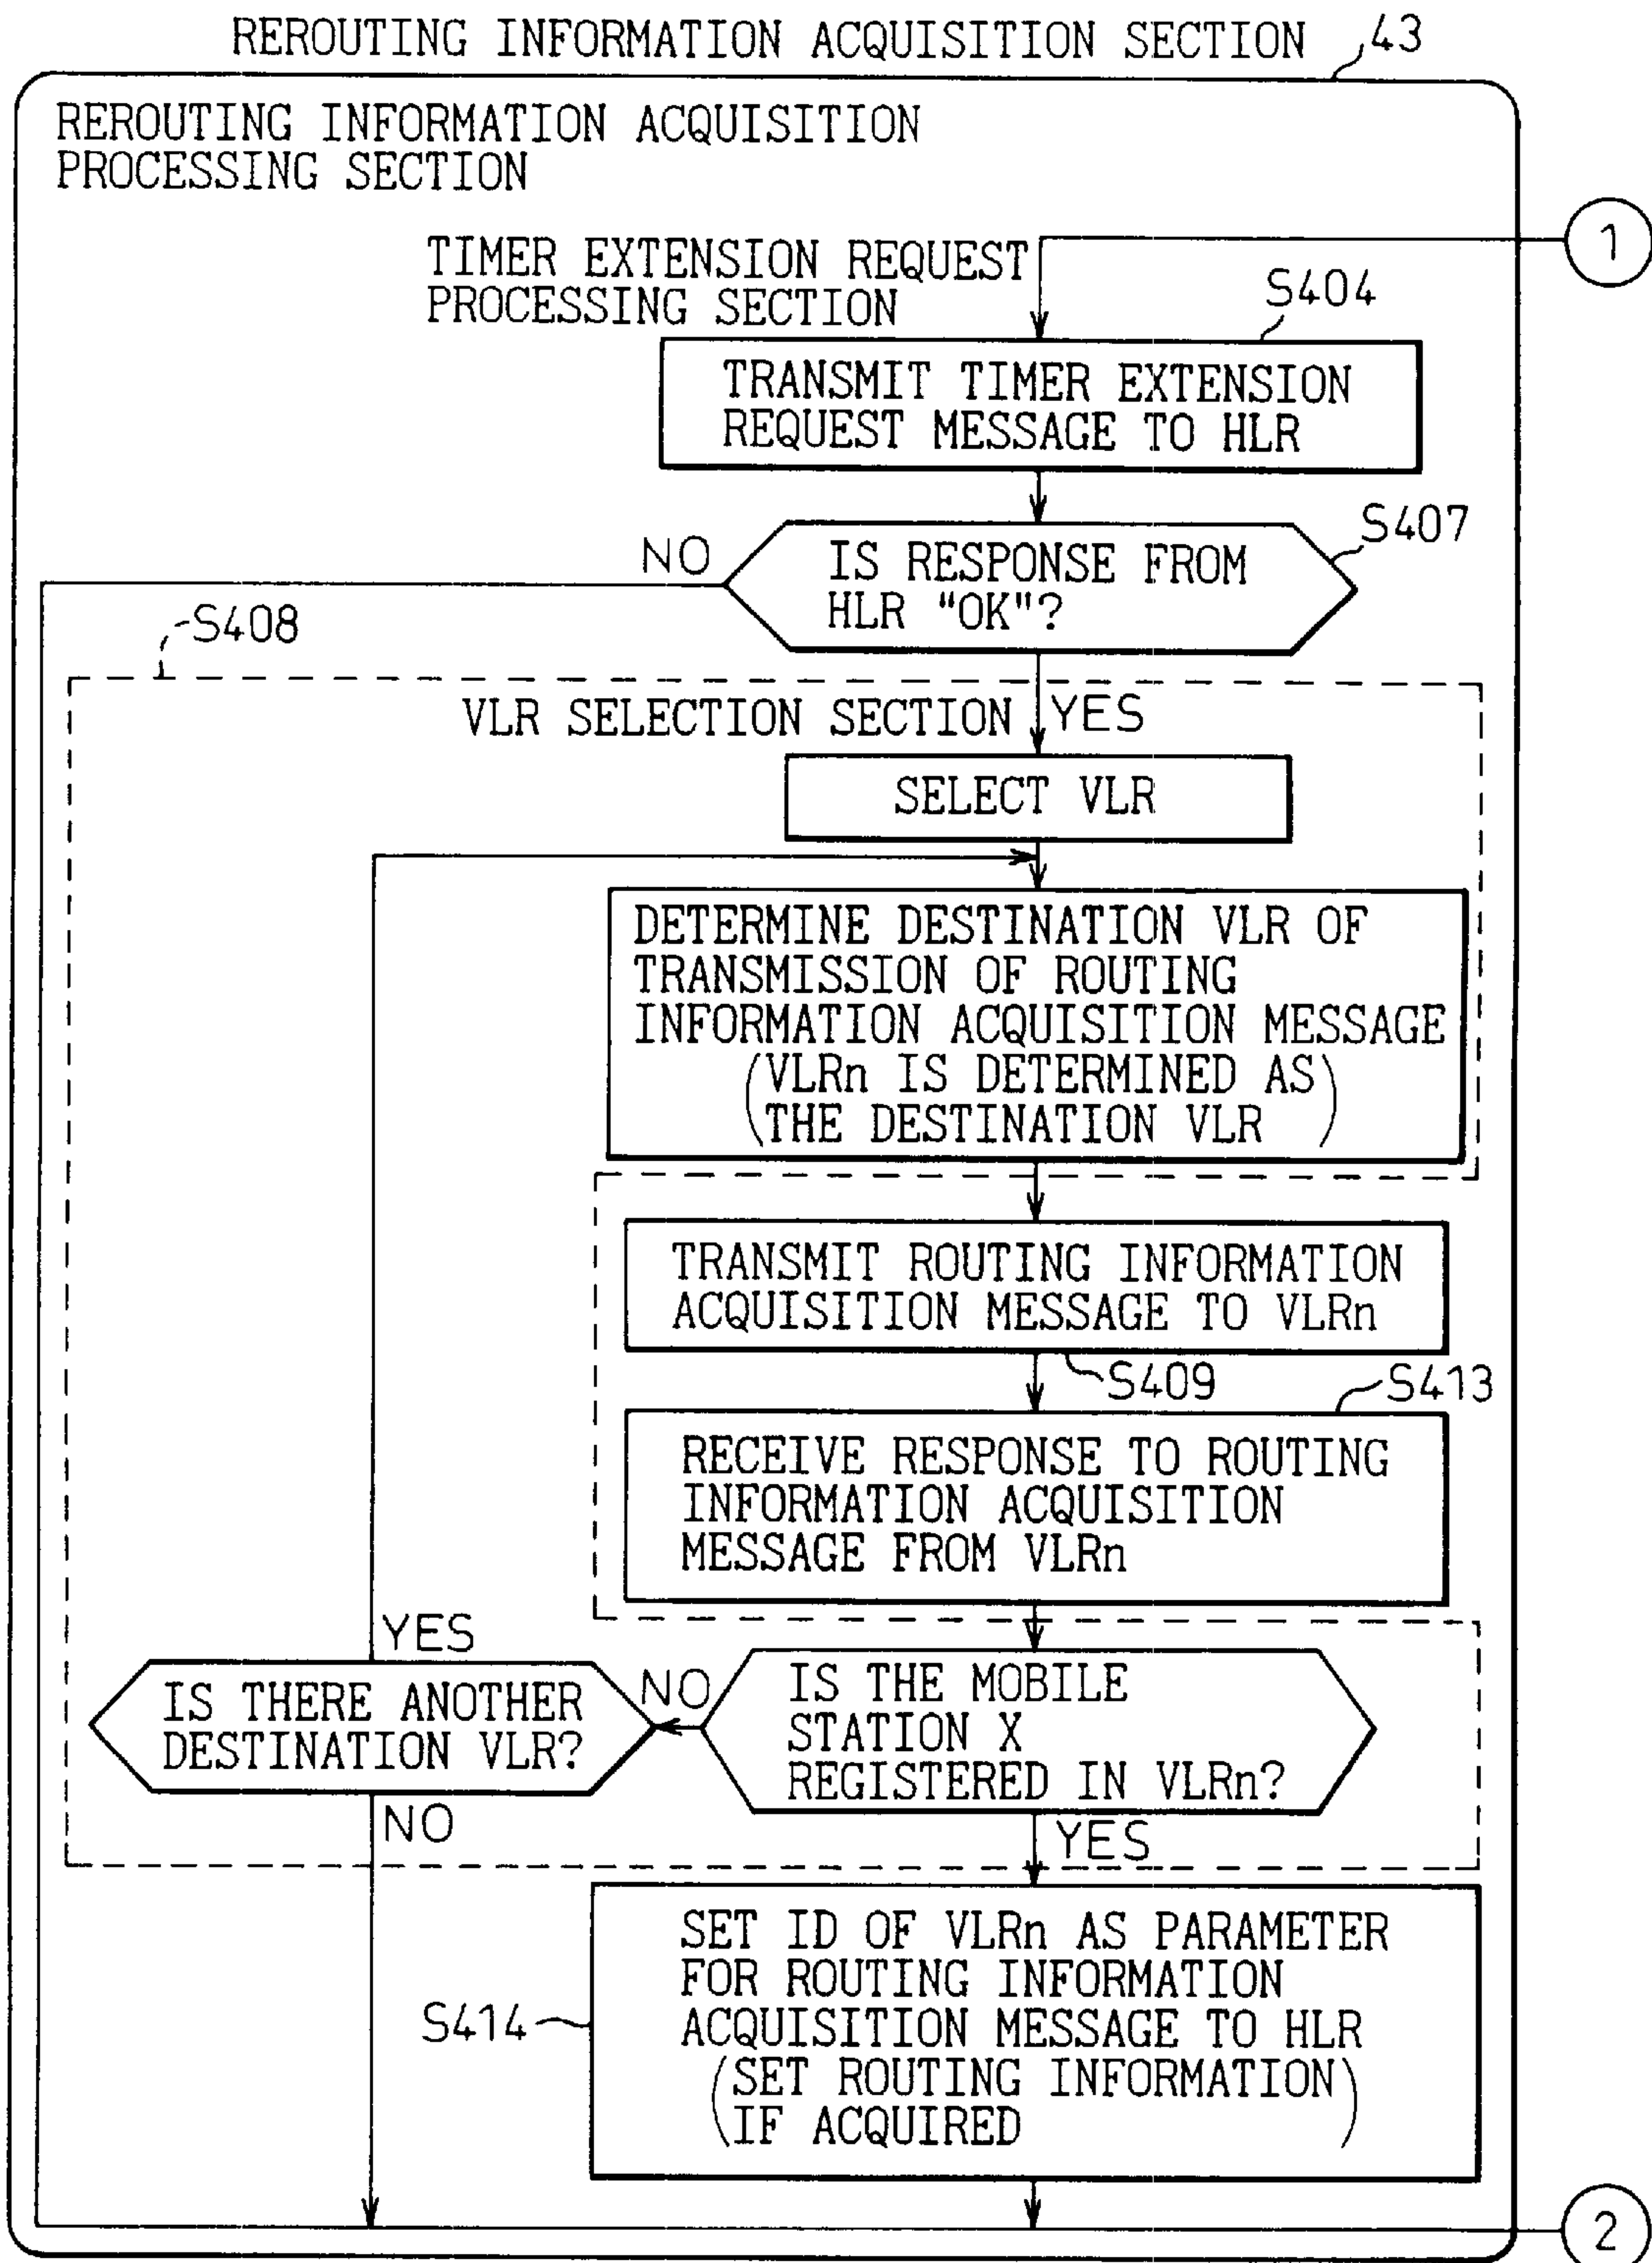 REROUTING INFORMATION ACQUISITION SECTION
43
REROUTING INFORMATION ACQUISITION
PROCESSING SECTION
1
TIMER EXTENSION REQUEST
PROCESSING SECTION
S404
TRANSMIT TIMER EXTENSION
REQUEST MESSAGE TO HLR
S407
NO
IS RESPONSE FROM
HLR "OK"?
S408
VLR SELECTION SECTION
YES
SELECT VLR
DETERMINE DESTINATION VLR OF
TRANSMISSION OF ROUTING
INFORMATION ACQUISITION MESSAGE
(VLRn IS DETERMINED AS
THE DESTINATION VLR)
TRANSMIT ROUTING INFORMATION
ACQUISITION MESSAGE TO VLRn
S409
S413
RECEIVE RESPONSE TO ROUTING
INFORMATION ACQUISITION
MESSAGE FROM VLRn
YES
IS THERE ANOTHER
DESTINATION VLR?
NO
IS THE MOBILE
STATION X
REGISTERED IN VLRn?
NO
YES
SET ID OF VLRn AS PARAMETER
FOR ROUTING INFORMATION
ACQUISITION MESSAGE TO HLR
(SET ROUTING INFORMATION
IF ACQUIRED)
S414
2